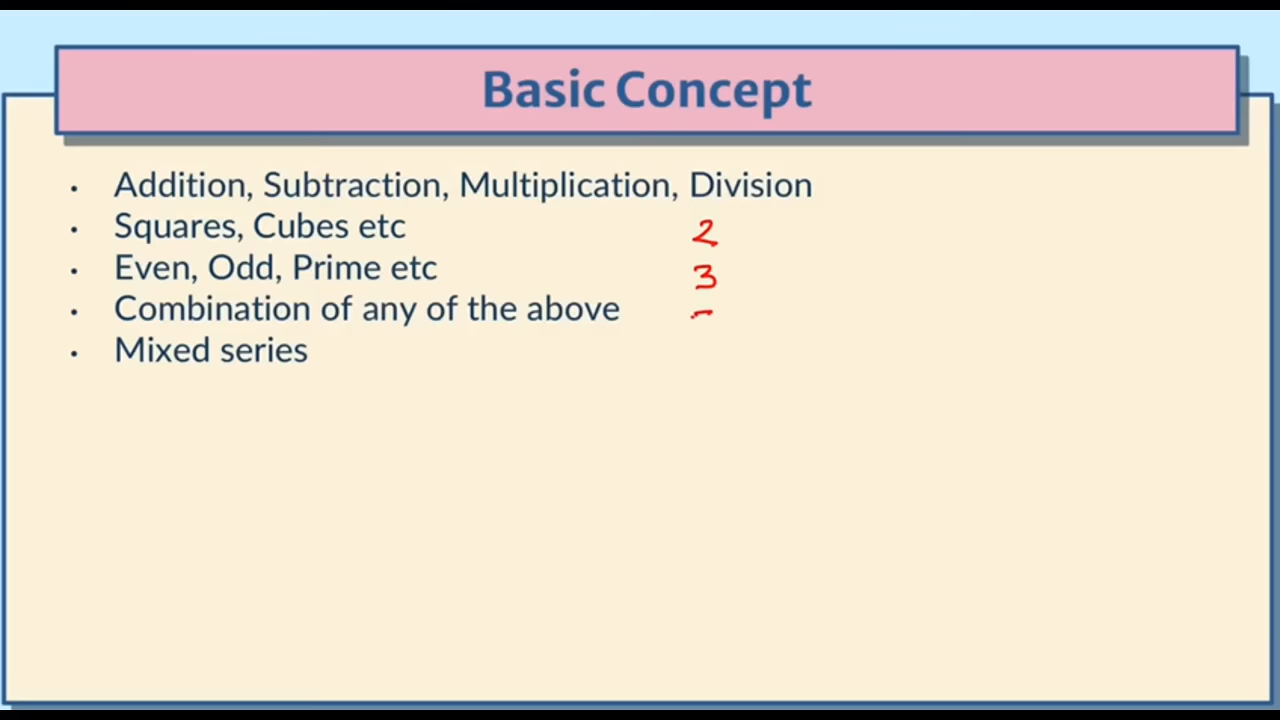 Basic Concept
• Addition, Subtraction, Multiplication, Division
• Squares, Cubes etc
2
• Even, Odd, Prime etc
3
• Combination of any of the above
• Mixed series